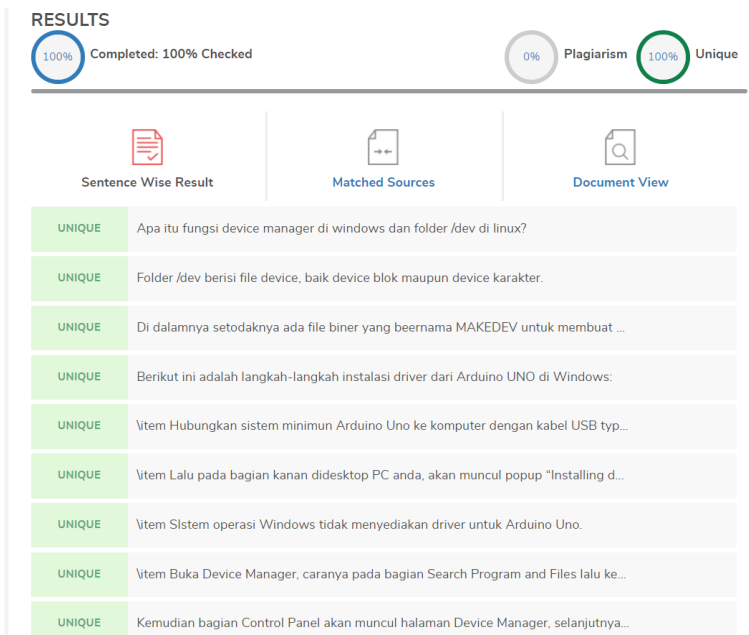 RESULTS
100% Completed: 100% Checked 0% Plagiarism 100% Unique
Sentence Wise Result Matched Sources Document View
UNIQUE Apa itu fungsi device manager di windows dan folder /dev di linux?
UNIQUE Folder /dev berisi file device, baik device blok maupun device karakter.
UNIQUE Di dalamnya setodaknya ada file biner yang beernama MAKEDEV untuk membuat ...
UNIQUE Berikut ini adalah langkah-langkah instalasi driver dari Arduino UNO di Windows:
UNIQUE \item Hubungkan sistem minimun Arduino Uno ke komputer dengan kabel USB typ...
UNIQUE \item Lalu pada bagian kanan didesktop PC anda, akan muncul popup “Installing d...
UNIQUE \item SIstem operasi Windows tidak menyediakan driver untuk Arduino Uno.
UNIQUE \item Buka Device Manager, caranya pada bagian Search Program and Files lalu ke...
UNIQUE Kemudian bagian Control Panel akan muncul halaman Device Manager, selanjutnya...